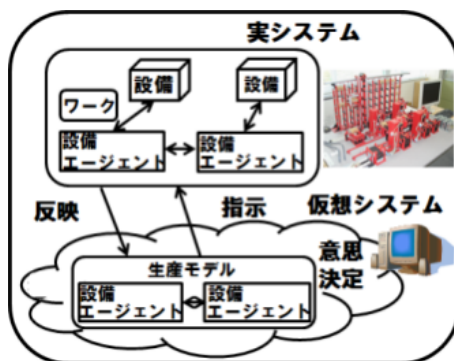 実システム
設備
設備
ワーク
設備
エージェント
設備
エージェント
反映
指示
仮想システム
意思
決定
生産モデル
設備
エージェント
設備
エージェント